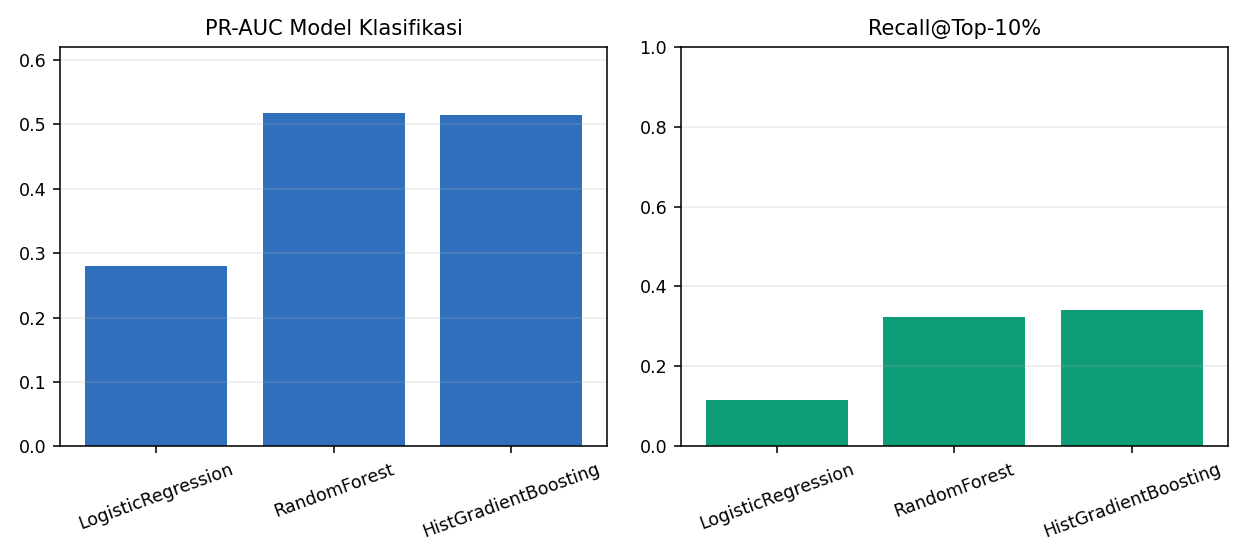 PR-AUC Model Klasifikasi
0.6
0.5
0.4
0.3
0.2
0.1
0.0
LogisticRegression
RandomForest
HistGradientBoosting
Recall@Top-10%
1.0
0.8
0.6
0.4
0.2
0.0
LogisticRegression
RandomForest
HistGradientBoosting